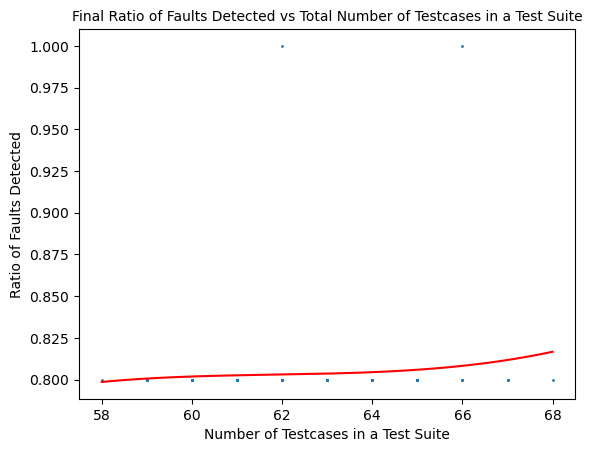 Final Ratio of Faults Detected vs Total Number of Testcases in a Test Suite
1.000
0.975
0.950
0.925
0.900
0.875
0.850
0.825
0.800
Ratio of Faults Detected
58 60 62 64 66 68
Number of Testcases in a Test Suite